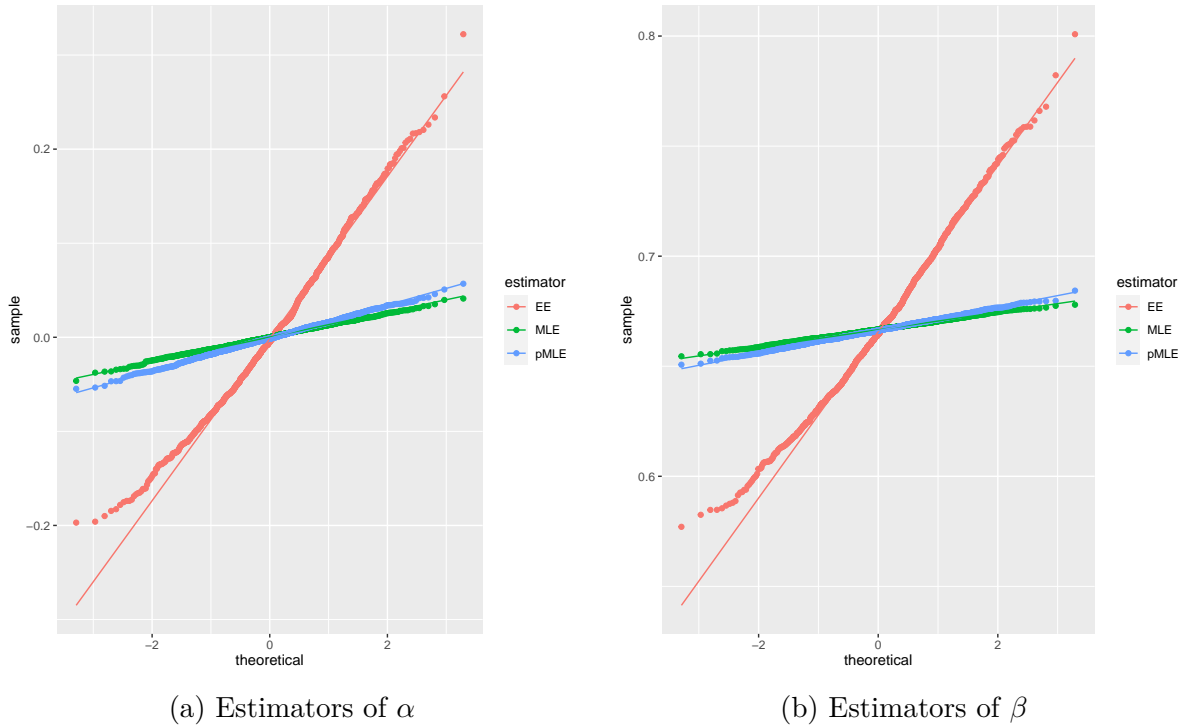 0.2
0.0
−0.2
−2
0
2
sample
theoretical
estimator
EE
MLE
pMLE
(a) Estimators of α
0.8
0.7
0.6
−2
0
2
sample
theoretical
estimator
EE
MLE
pMLE
(b) Estimators of β